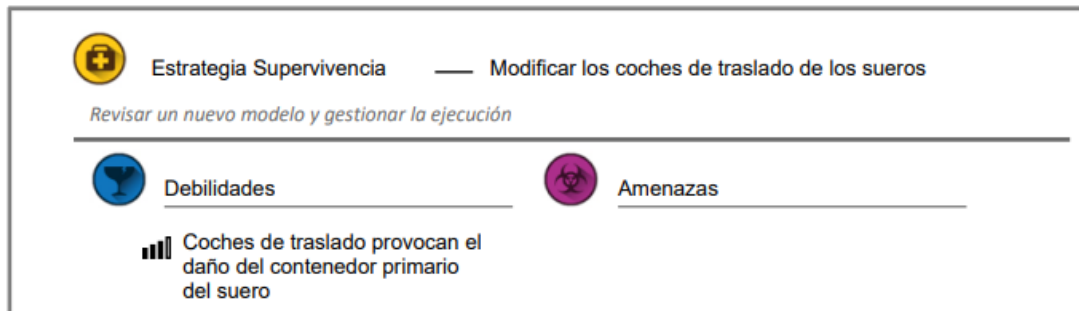 Estrategia Supervivencia — Modificar los coches de traslado de los sueros
Revisar un nuevo modelo y gestionar la ejecución
Debilidades
Amenazas
Coches de traslado provocan el
daño del contenedor primario
del suero